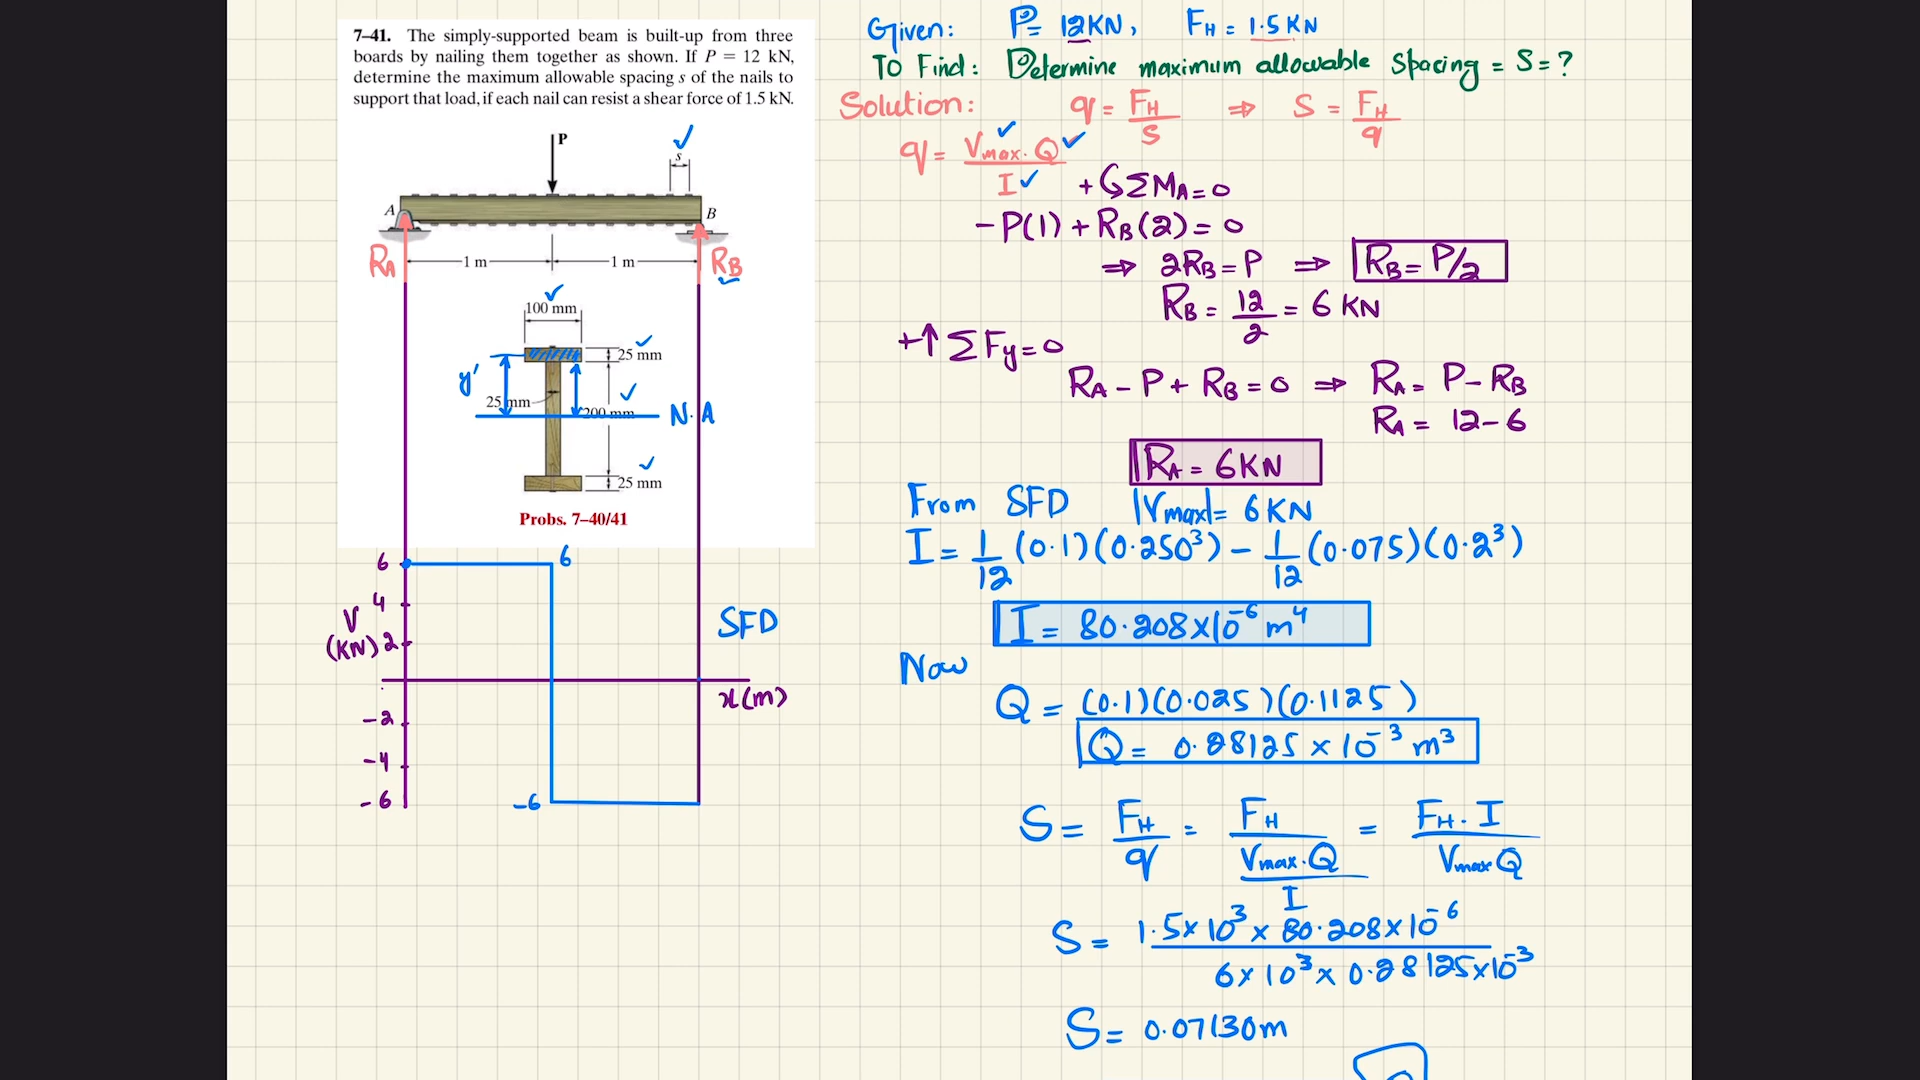 7–41. The simply-supported beam is built-up from three
boards by nailing them together as shown. If P = 12 kN,
determine the maximum allowable spacing s of the nails to
support that load, if each nail can resist a shear force of 1.5 kN.
P
s
A
B
RA
1 m
1 m
RB
100 mm
25 mm
y'
25 mm
200 mm
N.A
25 mm
Probs. 7–40/41
6
6
4
V
(KN)
2
SFD
x(m)
-2
-4
-6
-6
Given: P = 12KN, FH = 1.5 KN
To Find: Determine maximum allowable Spacing = S = ?
Solution: q = FH/S ⇒ S = FH/q
q = Vmax. Q/I
+↺ΣMA = 0
-P(1) + RB(2) = 0
⇒ 2RB = P ⇒ RB = P/2
RB = 12/2 = 6 KN
+↑ ΣFy = 0
RA - P + RB = 0 ⇒ RA = P - RB
RA = 12 - 6
RA = 6KN
From SFD |Vmax| = 6 KN
I = 1/12 (0.1)(0.250³) - 1/12 (0.075)(0.2³)
I = 80.208 × 10⁻⁶ m⁴
Now
Q = (0.1)(0.025)(0.1125)
Q = 0.28125 × 10⁻³ m³
S = FH/q = FH/(Vmax.Q/I) = FH. I/Vmax Q
S = 1.5 × 10³ × 80.208 × 10⁻⁶/6 × 10³ × 0.28125 × 10⁻³
S = 0.07130m